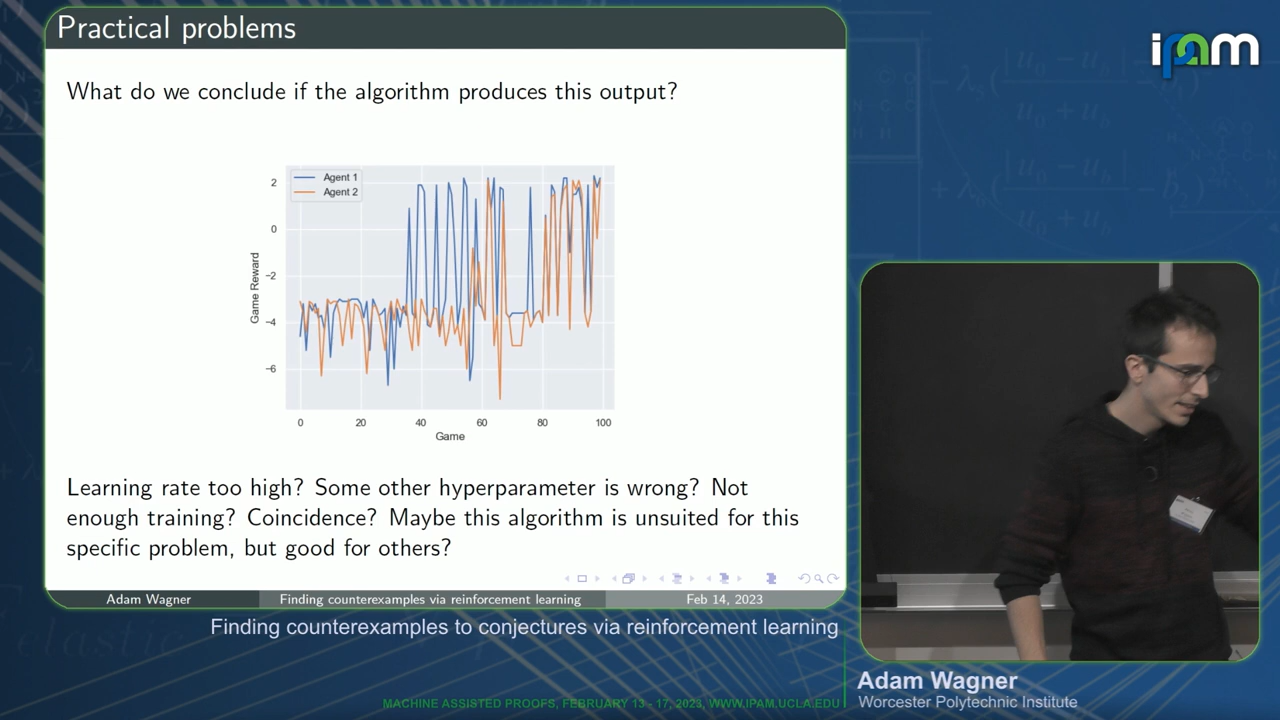 Practical problems
What do we conclude if the algorithm produces this output?
Agent 1
Agent 2
2
0
−2
−4
−6
Game Reward
0 20 40 60 80 100
Game
Learning rate too high? Some other hyperparameter is wrong? Not
enough training? Coincidence? Maybe this algorithm is unsuited for this
specific problem, but good for others?
Adam Wagner Finding counterexamples via reinforcement learning Feb 14, 2023
ipam
Finding counterexamples to conjectures via reinforcement learning
Adam Wagner
Worcester Polytechnic Institute
MACHINE ASSISTED PROOFS, FEBRUARY 13 - 17, 2023, WWW.IPAM.UCLA.EDU